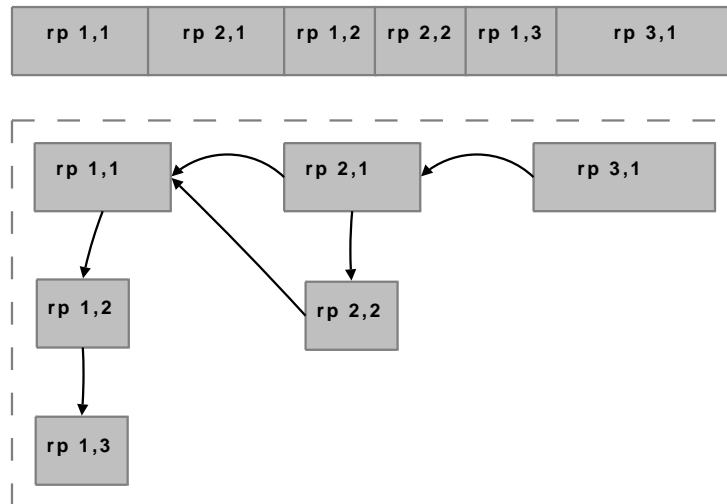 rp 1,1 rp 2,1 rp 1,2 rp 2,2 rp 1,3 rp 3,1
rp 1,1 rp 2,1 rp 3,1
rp 1,2 rp 2,2
rp 1,3